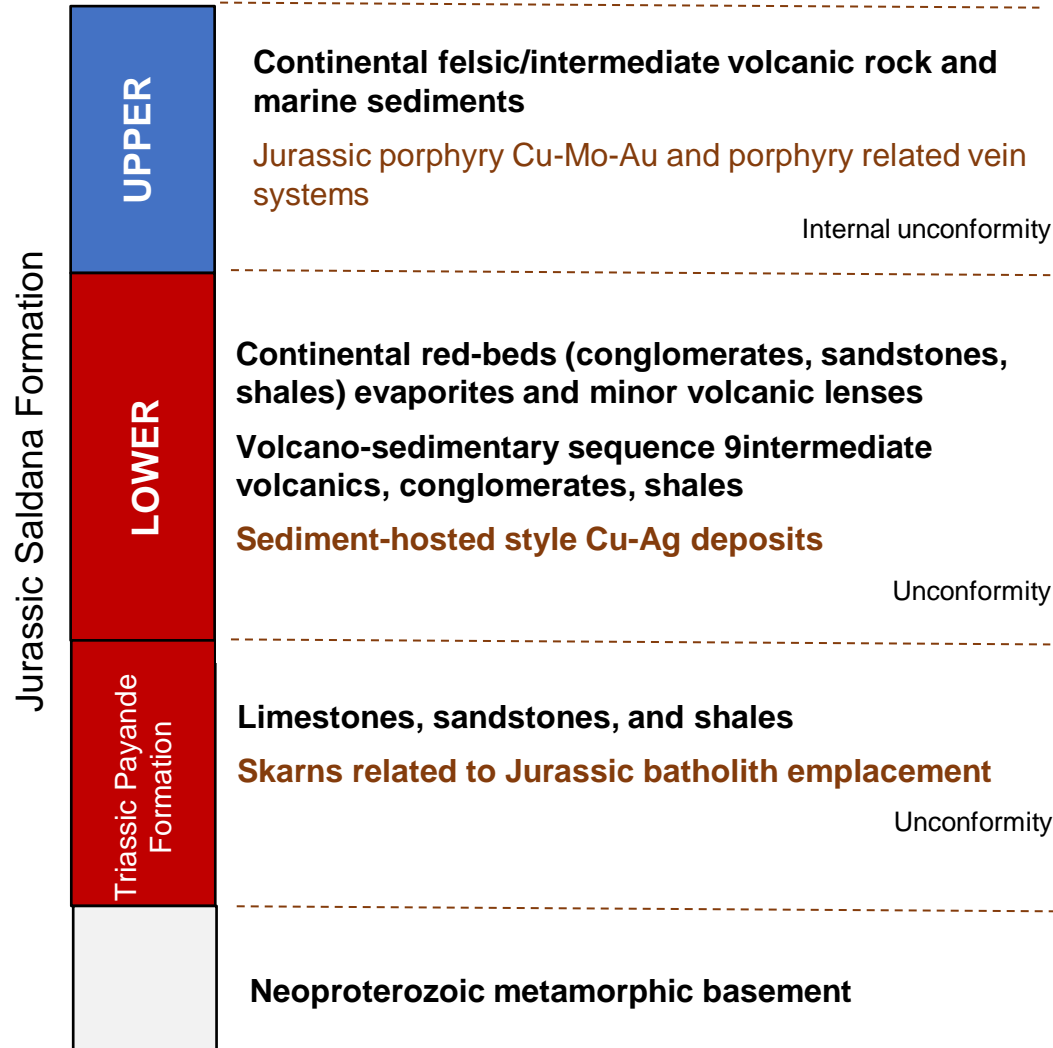 Jurassic Saldana Formation
UPPER
Continental felsic/intermediate volcanic rock and
marine sediments
Jurassic porphyry Cu-Mo-Au and porphyry related vein
systems
Internal unconformity
LOWER
Continental red-beds (conglomerates, sandstones,
shales) evaporites and minor volcanic lenses
Volcano-sedimentary sequence 9intermediate
volcanics, conglomerates, shales
Sediment-hosted style Cu-Ag deposits
Unconformity
Triassic Payande
Formation
Limestones, sandstones, and shales
Skarns related to Jurassic batholith emplacement
Unconformity
Neoproterozoic metamorphic basement